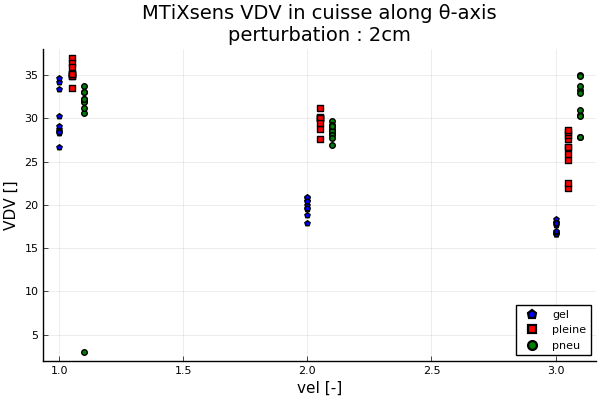 MTiXsens VDV in cuisse along θ-axis
perturbation : 2cm
VDV []
35
30
25
20
15
10
5
1.0
1.5
2.0
2.5
3.0
vel [-]
gel
pleine
pneu